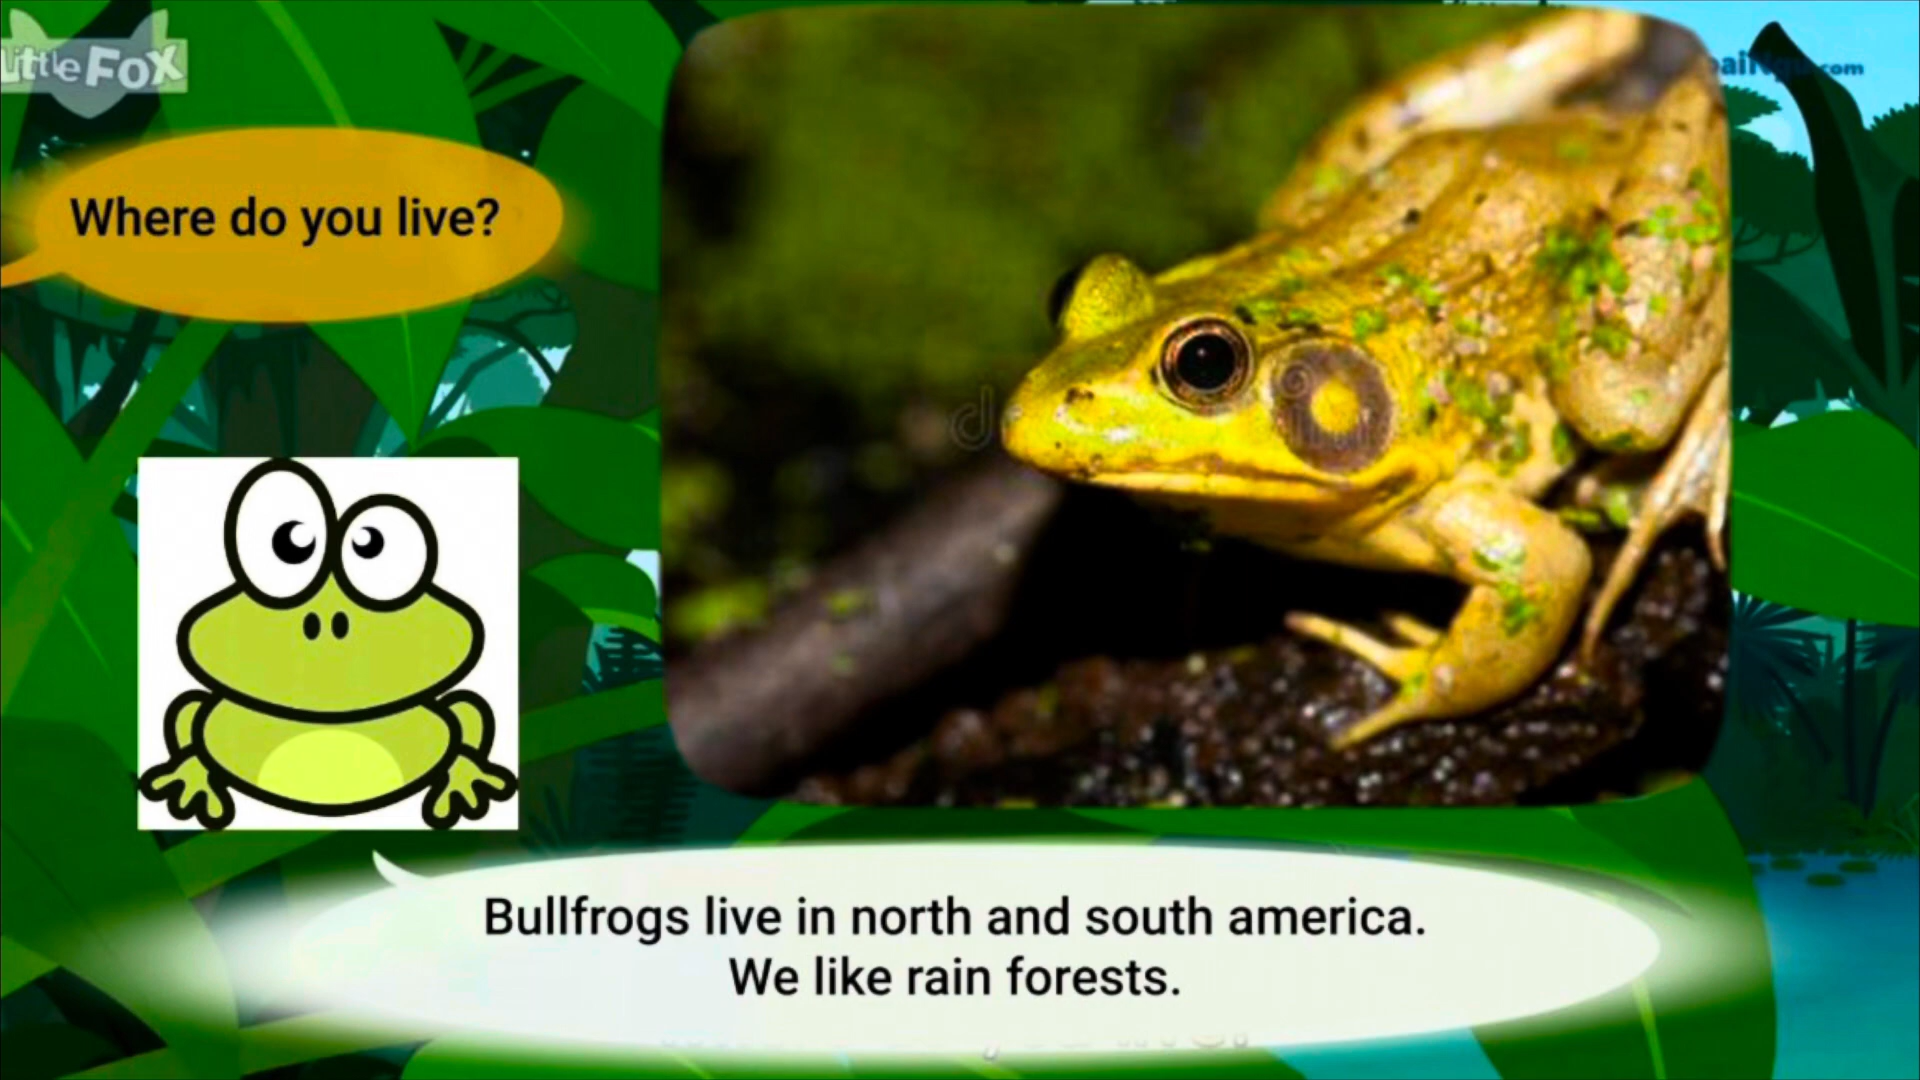 Little Fox
Where do you live?
Bullfrogs live in north and south america.
We like rain forests.